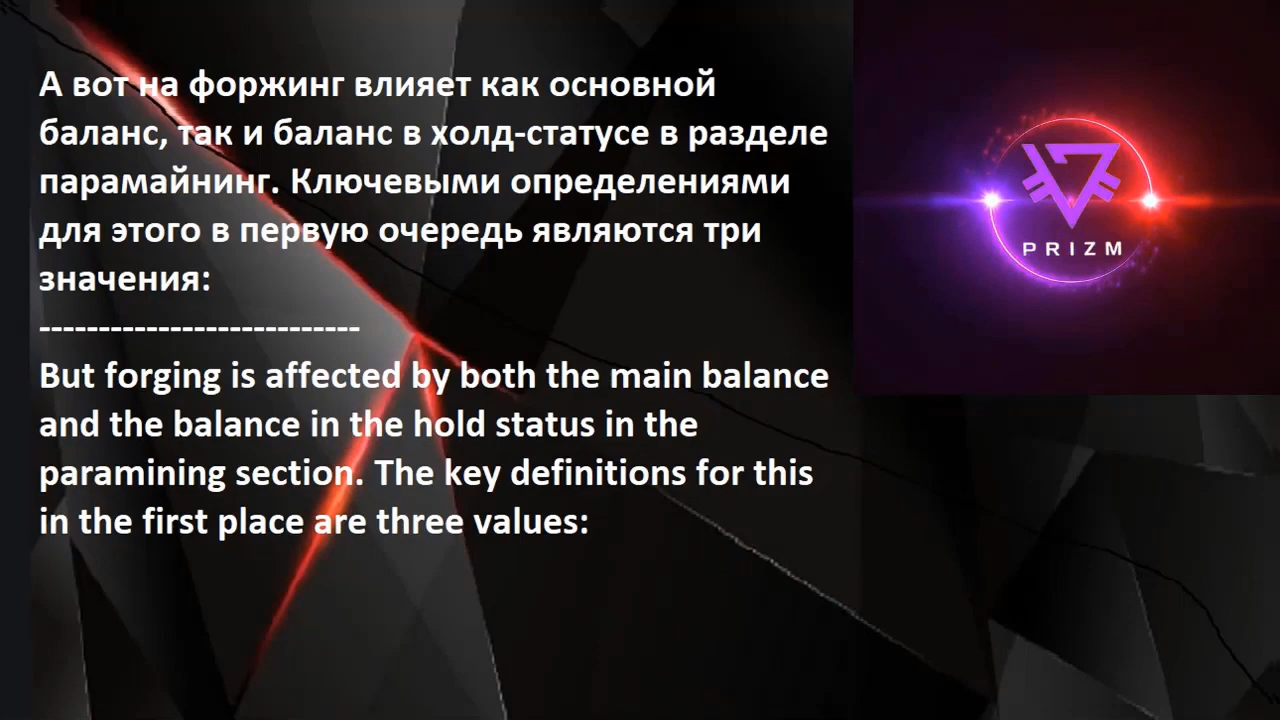 А вот на форжинг влияет как основной
баланс, так и баланс в холд-статусе в разделе
парамайнинг. Ключевыми определениями
для этого в первую очередь являются три
значения:
---------------------------
But forging is affected by both the main balance
and the balance in the hold status in the
paramining section. The key definitions for this
in the first place are three values:
PRIZM